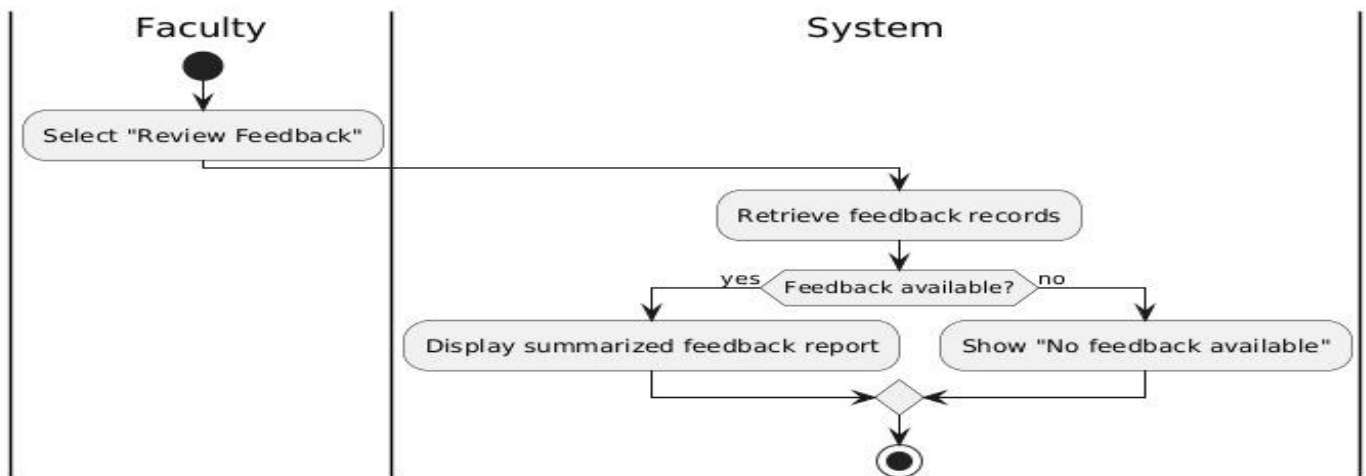 Faculty
System
Select "Review Feedback"
Retrieve feedback records
yes
Feedback available?
no
Display summarized feedback report
Show "No feedback available"